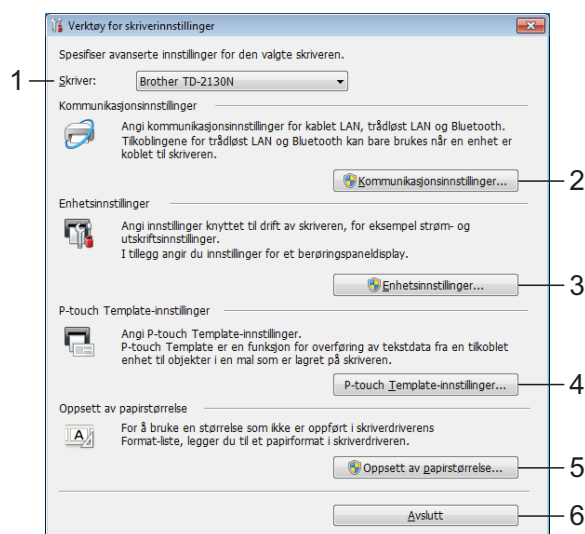 Verktøy for skriverinnstillinger
Spesifiser avanserte innstillinger for den valgte skriveren.
1
Skriver: Brother TD-2130N
Kommunikasjonsinnstillinger
Angi kommunikasjonsinnstillinger for kablet LAN, trådløst LAN og Bluetooth.
Tilkoblingene for trådløst LAN og Bluetooth kan bare brukes når en enhet er
koblet til skriveren.
Kommunikasjonsinnstillinger... 2
Enhetsinnstillinger
Angi innstillinger knyttet til drift av skriveren, for eksempel strøm- og
utskriftsinnstillinger.
I tillegg angir du innstillinger for et berøringspaneldisplay.
Enhetsinnstillinger... 3
P-touch Template-innstillinger
Angi P-touch Template-innstillinger.
P-touch Template er en funksjon for overføring av tekstdata fra en tilkoblet
enhet til objekter i en mal som er lagret på skriveren.
P-touch Template-innstillinger... 4
Oppsett av papirstørrelse
For å bruke en størrelse som ikke er oppført i skriverdriverens
Format-liste, legger du til et papirformat i skriverdriveren.
Oppsett av papirstørrelse... 5
Avslutt 6